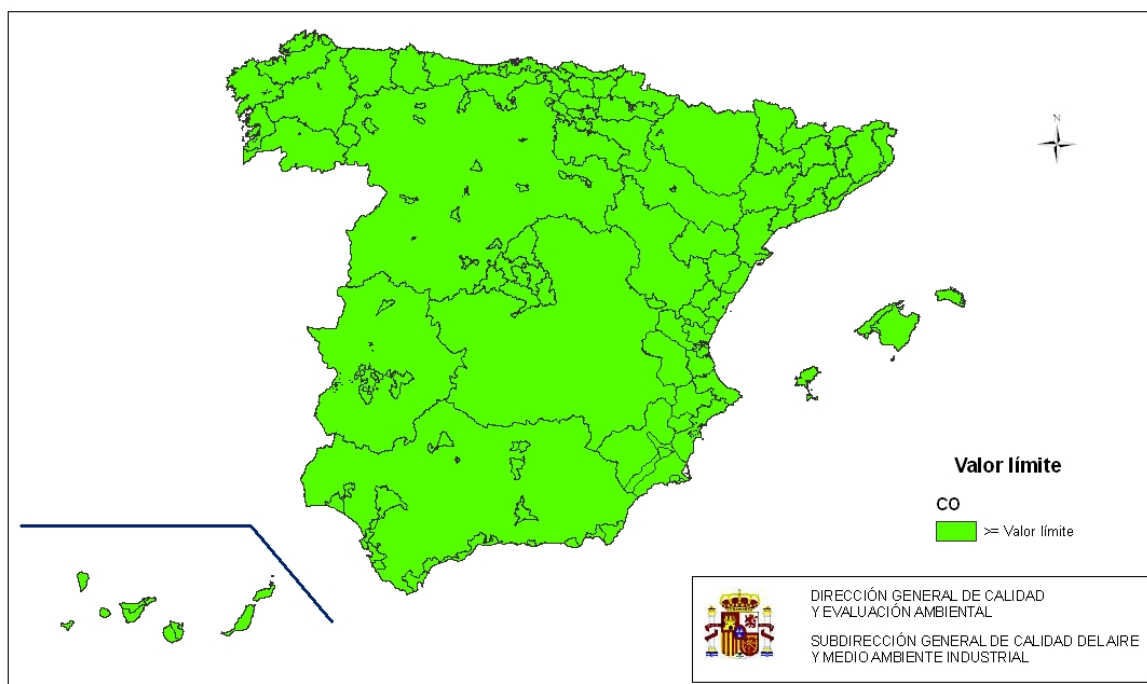 N
Valor límite
CO
>= Valor límite
DIRECCIÓN GENERAL DE CALIDAD
Y EVALUACIÓN AMBIENTAL
SUBDIRECCIÓN GENERAL DE CALIDAD DEL AIRE
Y MEDIO AMBIENTE INDUSTRIAL